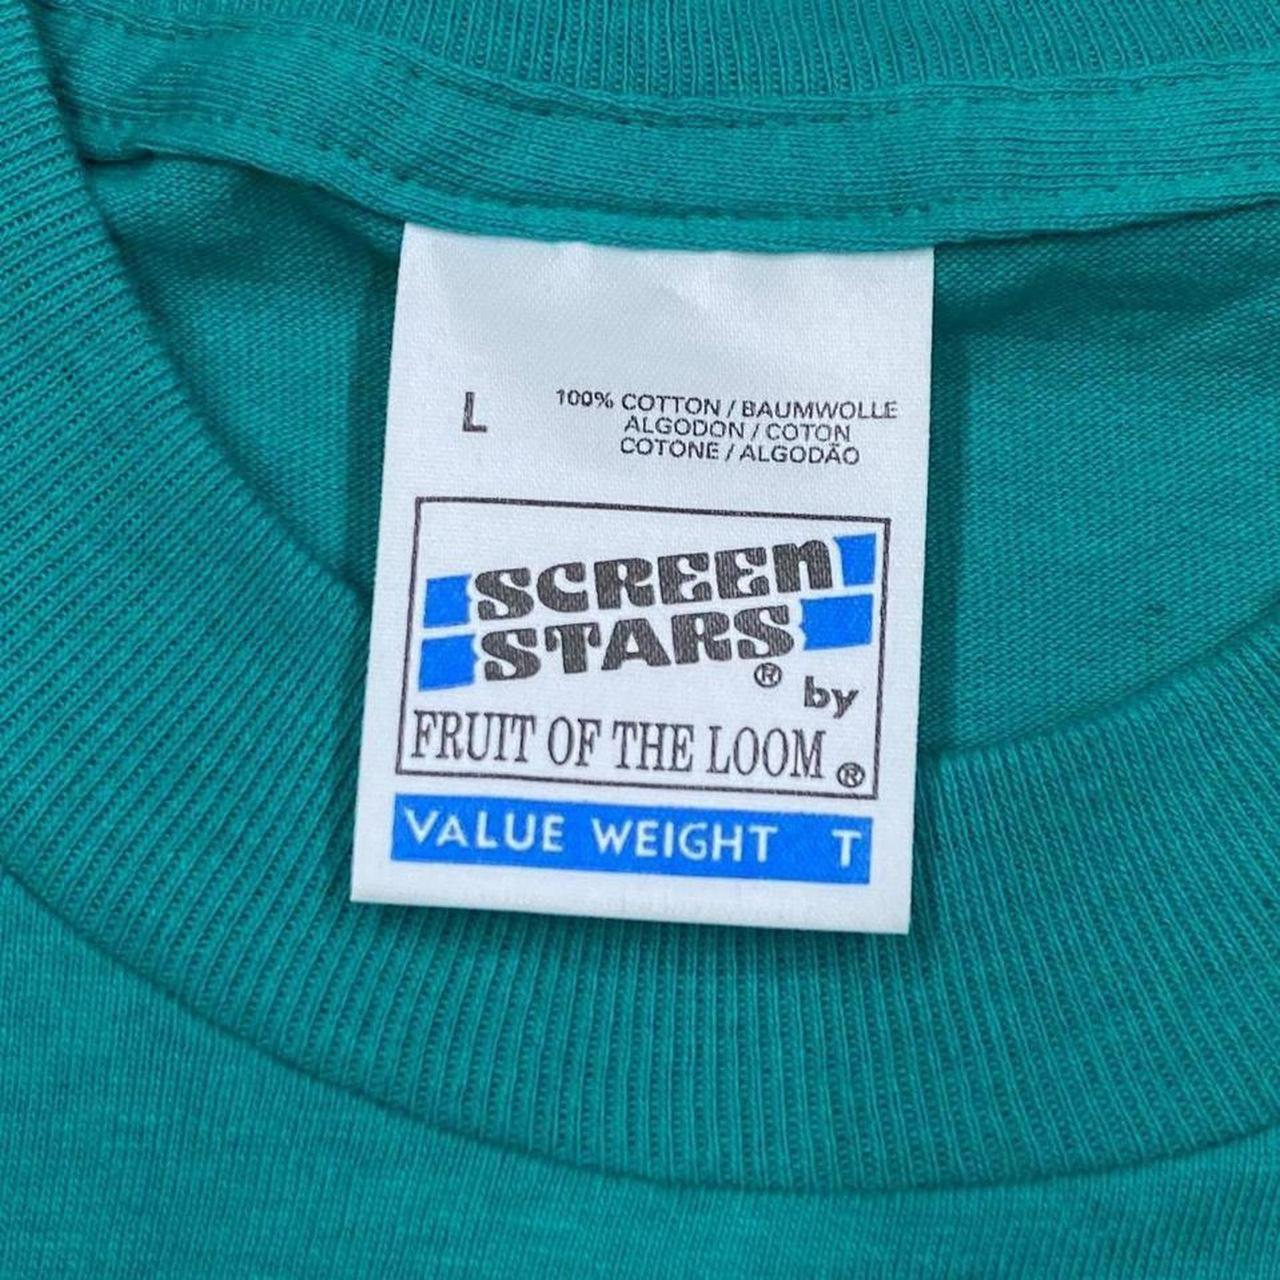 L
100% COTTON / BAUMWOLLE
ALGODON / COTON
COTONE / ALGODÃO
SCREEN
STARS ®
by
FRUIT OF THE LOOM ®
VALUE WEIGHT T